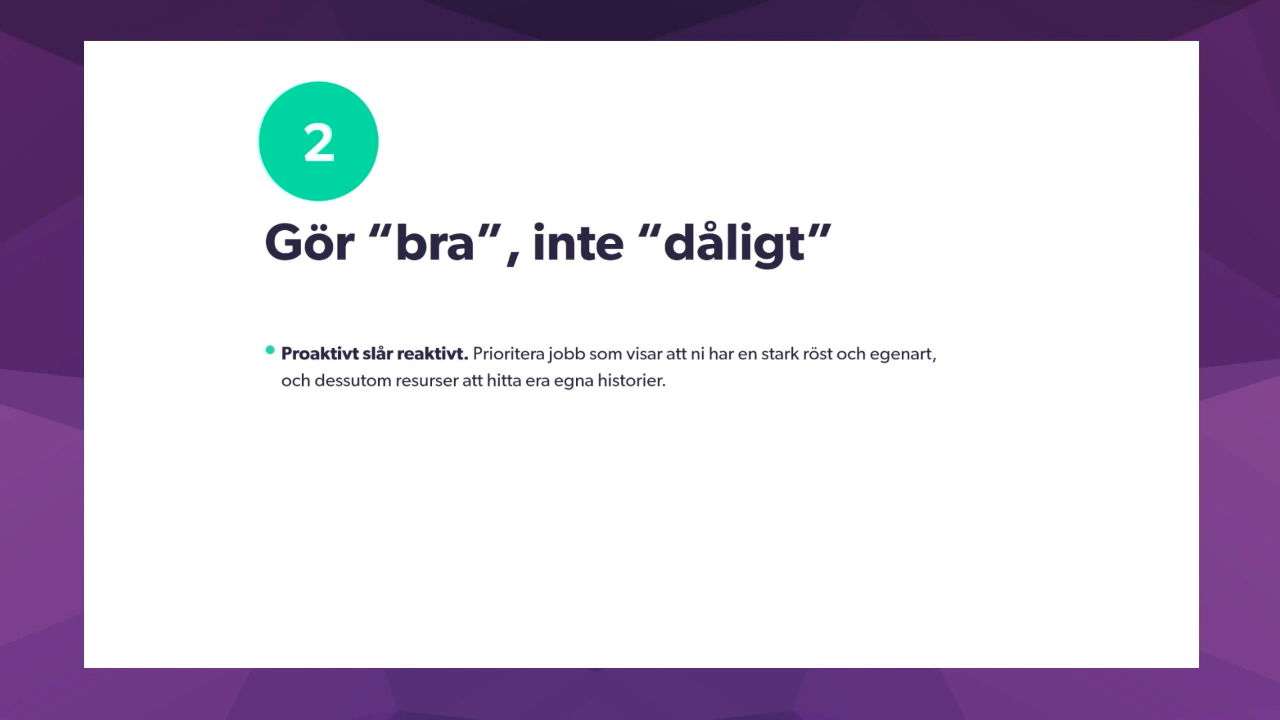 2
Gör “bra”, inte “dåligt”
• Proaktivt slår reaktivt. Prioritera jobb som visar att ni har en stark röst och egenart,
och dessutom resurser att hitta era egna historier.